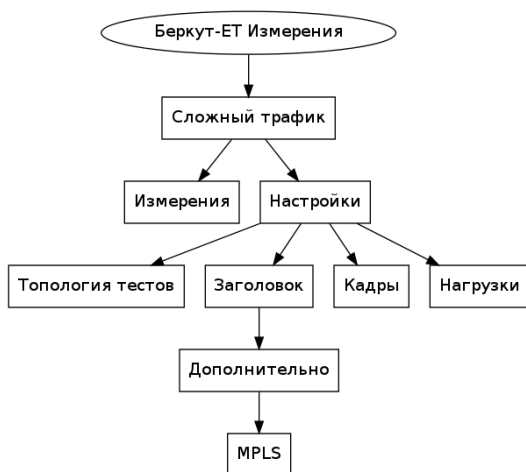 Беркут-ET Измерения
Сложный трафик
Измерения
Настройки
Топология тестов
Заголовок
Кадры
Нагрузки
Дополнительно
MPLS